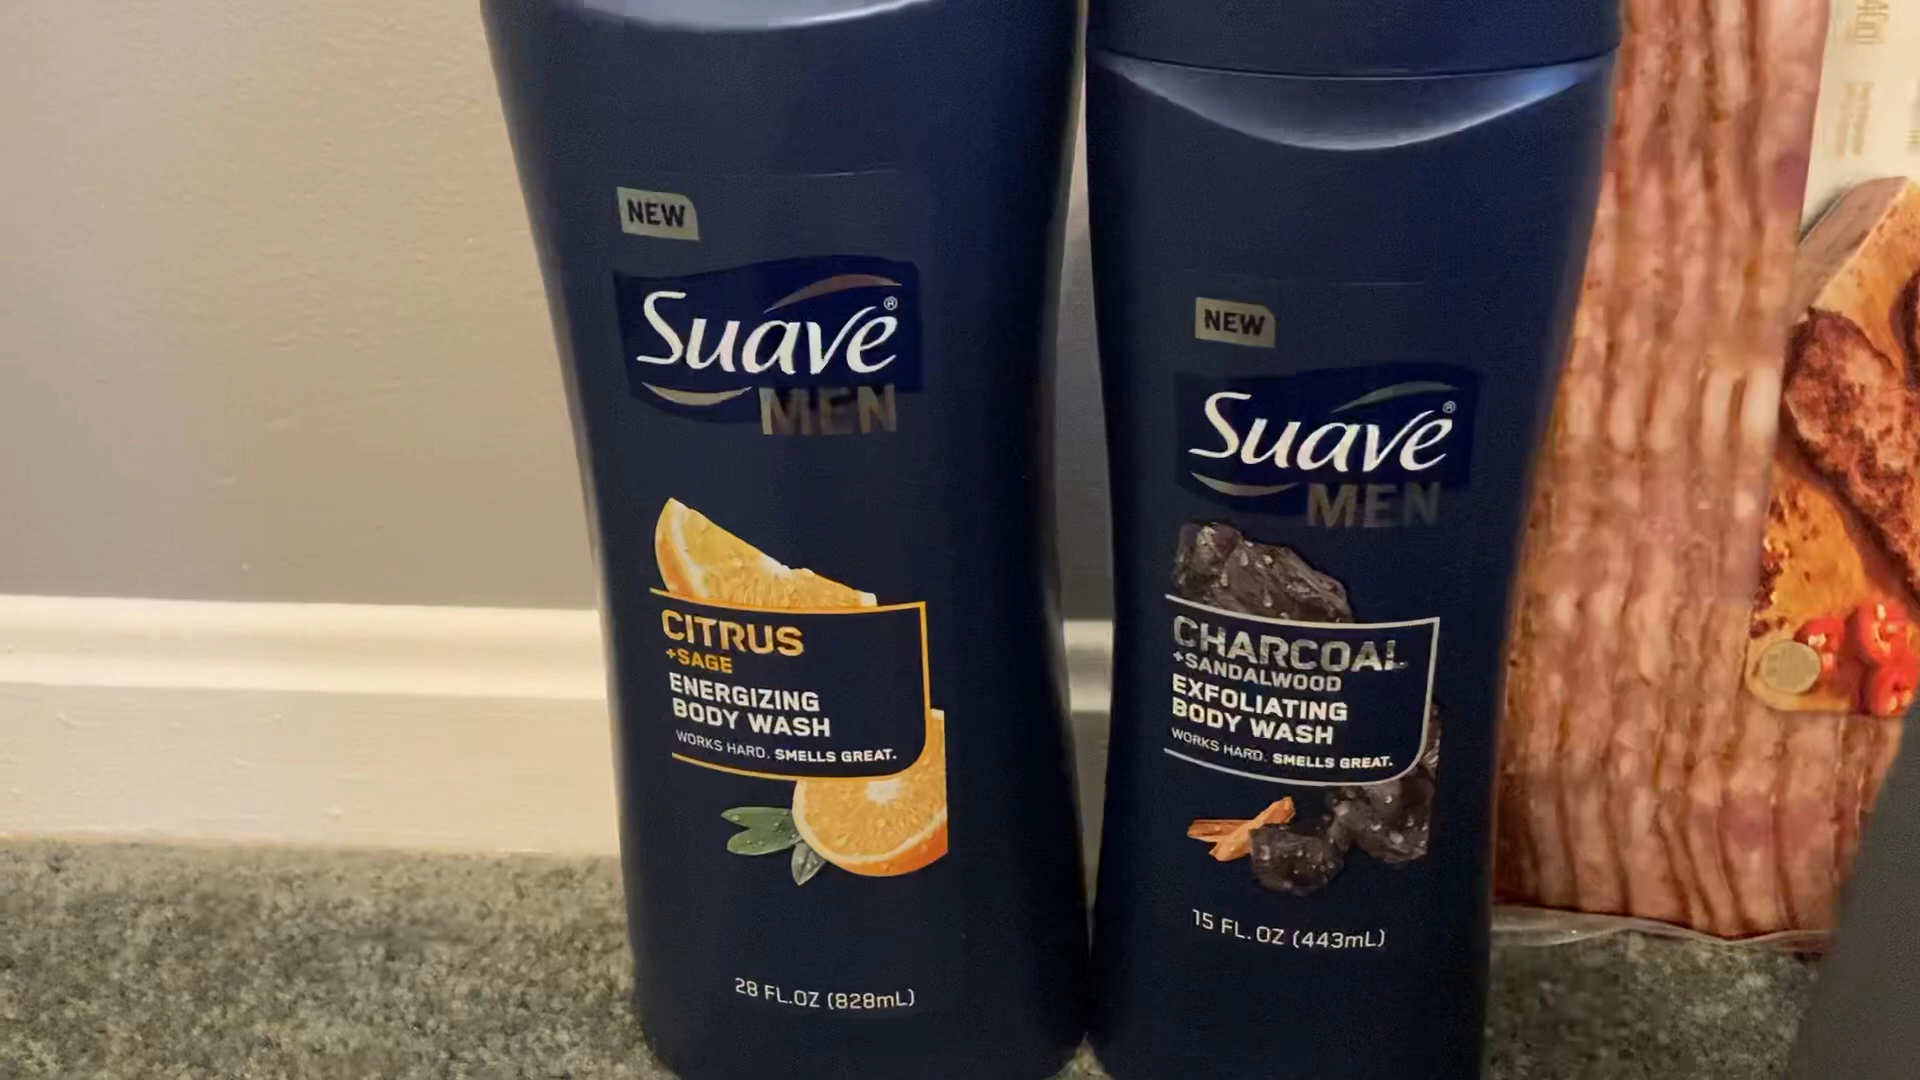 NEW
Suave®
MEN
CITRUS
+SAGE
ENERGIZING
BODY WASH
WORKS HARD. SMELLS GREAT.
28 FL.OZ (828mL)
NEW
Suave®
MEN
CHARCOAL
+SANDALWOOD
EXFOLIATING
BODY WASH
WORKS HARD. SMELLS GREAT.
15 FL.OZ (443mL)